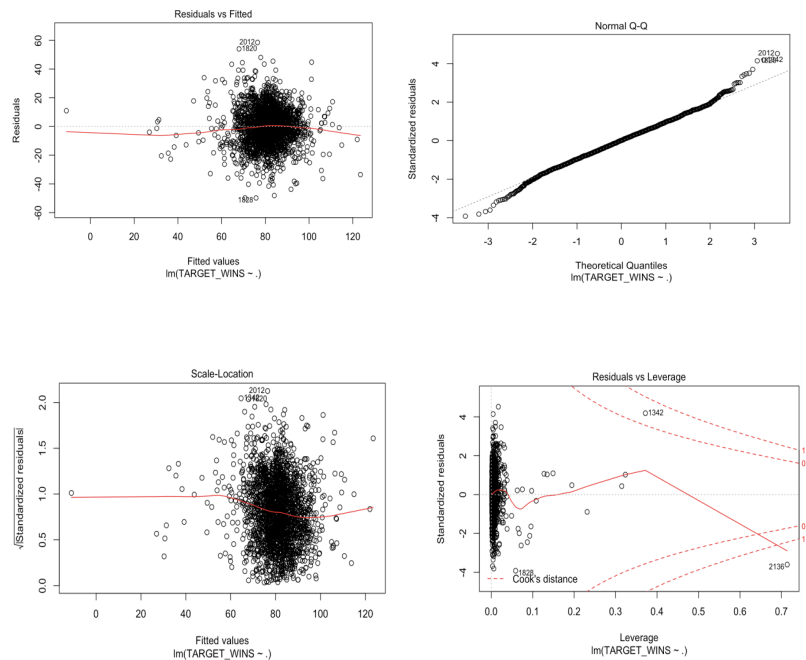 Residuals vs Fitted
Residuals
60
40
20
0
-20
-40
-60
2012
1820
1828
0 20 40 60 80 100 120
Fitted values
lm(TARGET_WINS ~ .)
Normal Q-Q
Standardized residuals
4
2
0
-2
-4
2012
-3 -2 -1 0 1 2 3
Theoretical Quantiles
lm(TARGET_WINS ~ .)
Scale-Location
√|Standardized residuals|
2.0
1.5
1.0
0.5
0.0
2012
0 20 40 60 80 100 120
Fitted values
lm(TARGET_WINS ~ .)
Residuals vs Leverage
Standardized residuals
4
2
0
-2
-4
1342
1
0
0
1
2136
1828
Cook's distance
0.0 0.1 0.2 0.3 0.4 0.5 0.6 0.7
Leverage
lm(TARGET_WINS ~ .)